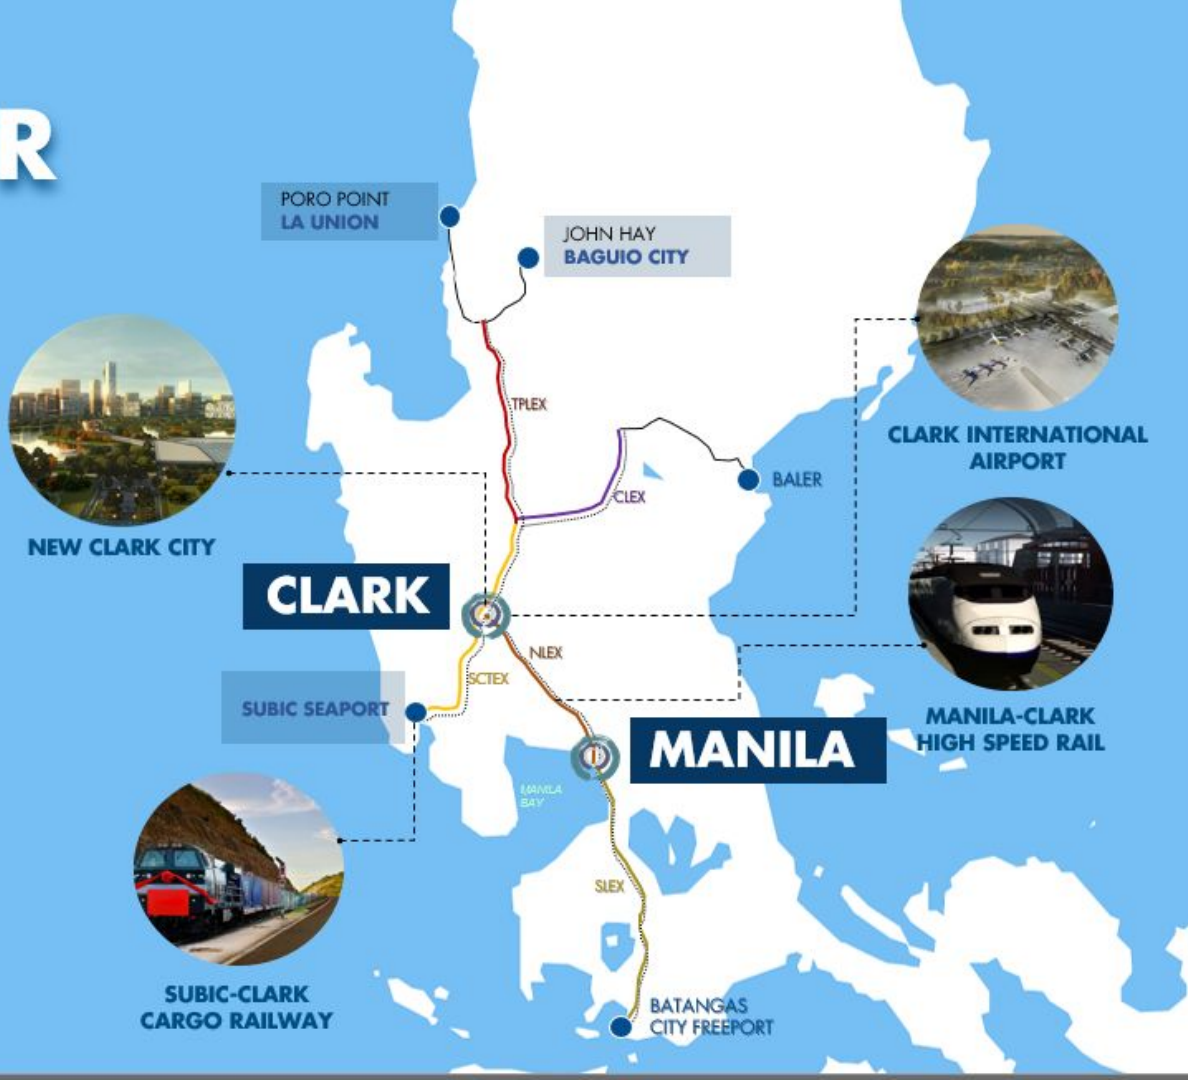 R
PORO POINT
LA UNION
JOHN HAY
BAGUIO CITY
TPLEX
CLARK INTERNATIONAL
AIRPORT
BALER
CLEX
NEW CLARK CITY
CLARK
NLEX
SCTEX
SUBIC SEAPORT
MANILA-CLARK
HIGH SPEED RAIL
MANILA
MANILA
BAY
SLEX
SUBIC-CLARK
CARGO RAILWAY
BATANGAS
CITY FREEPORT